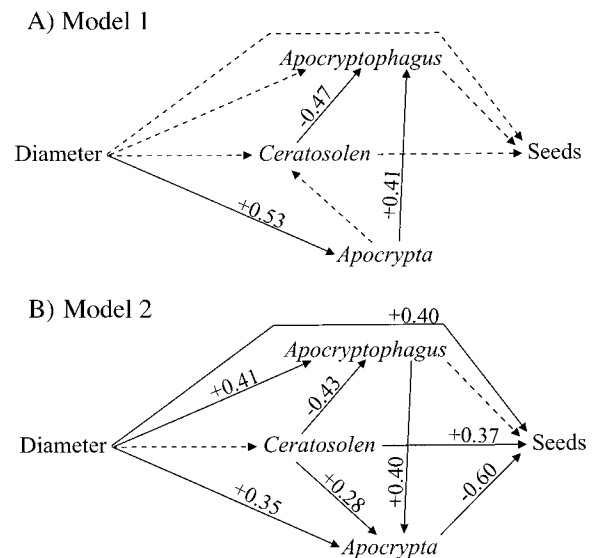 A) Model 1
Apocryptophagus
-0.47
Diameter
Ceratosolen
Seeds
+0.53
+0.41
Apocrypta
B) Model 2
+0.40
Apocryptophagus
+0.41
-0.43
Diameter
Ceratosolen
+0.37
Seeds
+0.35
+0.28
+0.40
-0.60
Apocrypta